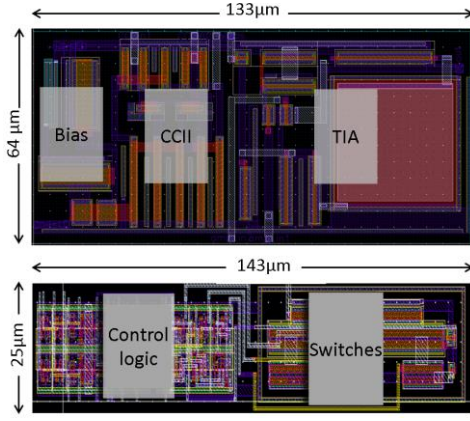 133μm
64 μm
Bias
CCII
TIA
143μm
25μm
Control
logic
Switches